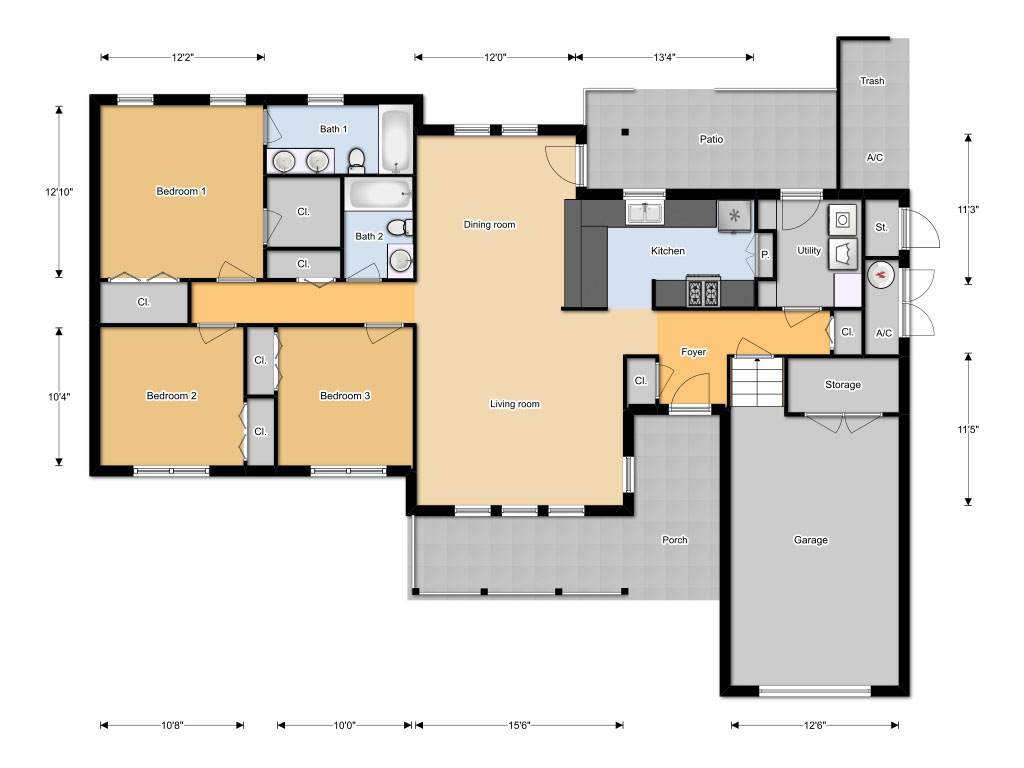 12'2"
12'0"
13'4"
Trash
Bath 1
Patio
A/C
12'10"
Bedroom 1
Cl.
11'3"
Dining room
St.
Bath 2
Kitchen
P.
Utility
Cl.
Cl.
A/C
Cl.
Foyer
Cl.
Cl.
Storage
10'4"
Bedroom 2
Bedroom 3
Living room
11'5"
Cl.
Porch
Garage
10'8"
10'0"
15'6"
12'6"